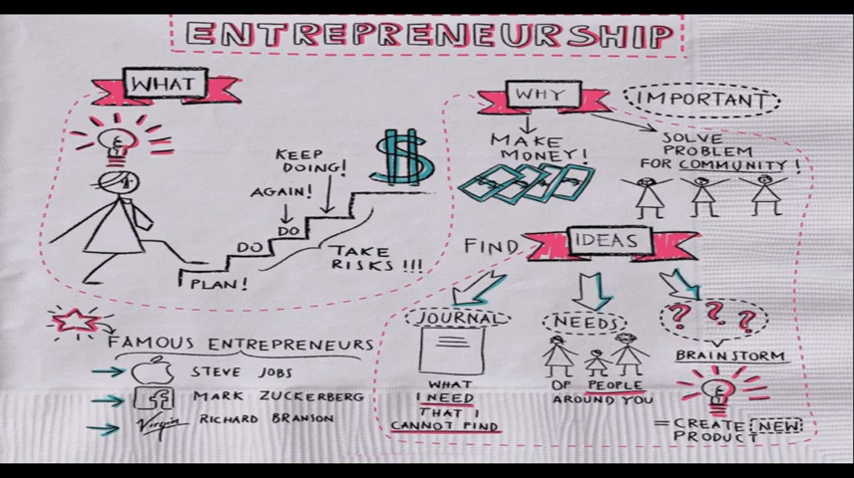 ENTREPRENEURSHIP
WHAT
KEEP
DOING!
AGAIN!
DO
DO
PLAN!
TAKE
RISKS!!!
$
WHY
IMPORTANT
MAKE
MONEY!
SOLVE
PROBLEM
FOR COMMUNITY!
FIND IDEAS
JOURNAL
WHAT
I NEED
THAT I
CANNOT FIND
NEEDS
OF PEOPLE
AROUND YOU
? ? ?
BRAINSTORM
= CREATE NEW
PRODUCT
FAMOUS ENTREPRENEURS
STEVE JOBS
f MARK ZUCKERBERG
Virgin RICHARD BRANSON